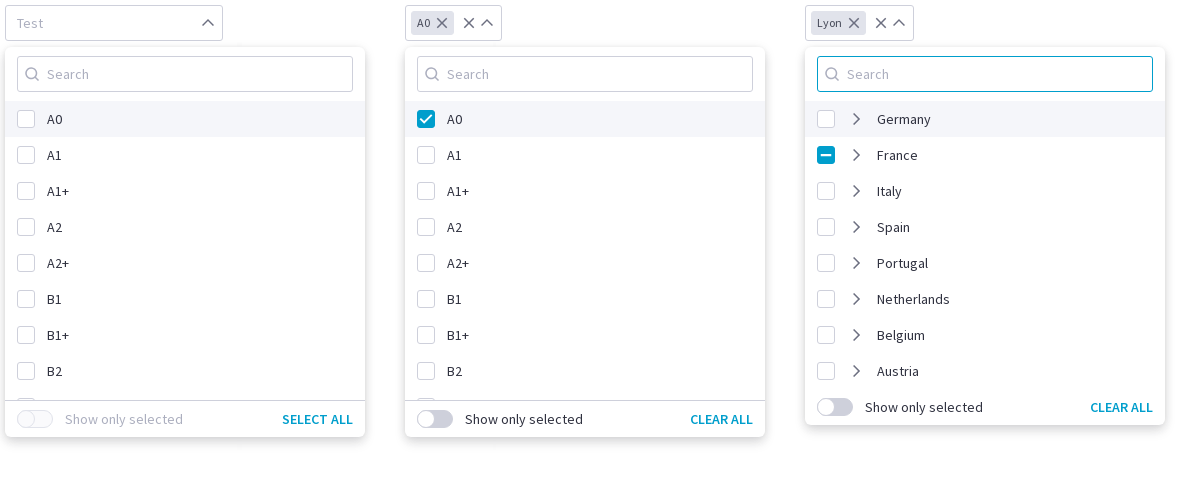 Test
Search
A0
A1
A1+
A2
A2+
B1
B1+
B2
Show only selected
SELECT ALL
A0
Search
A0
A1
A1+
A2
A2+
B1
B1+
B2
Show only selected
CLEAR ALL
Lyon
Search
Germany
France
Italy
Spain
Portugal
Netherlands
Belgium
Austria
Show only selected
CLEAR ALL